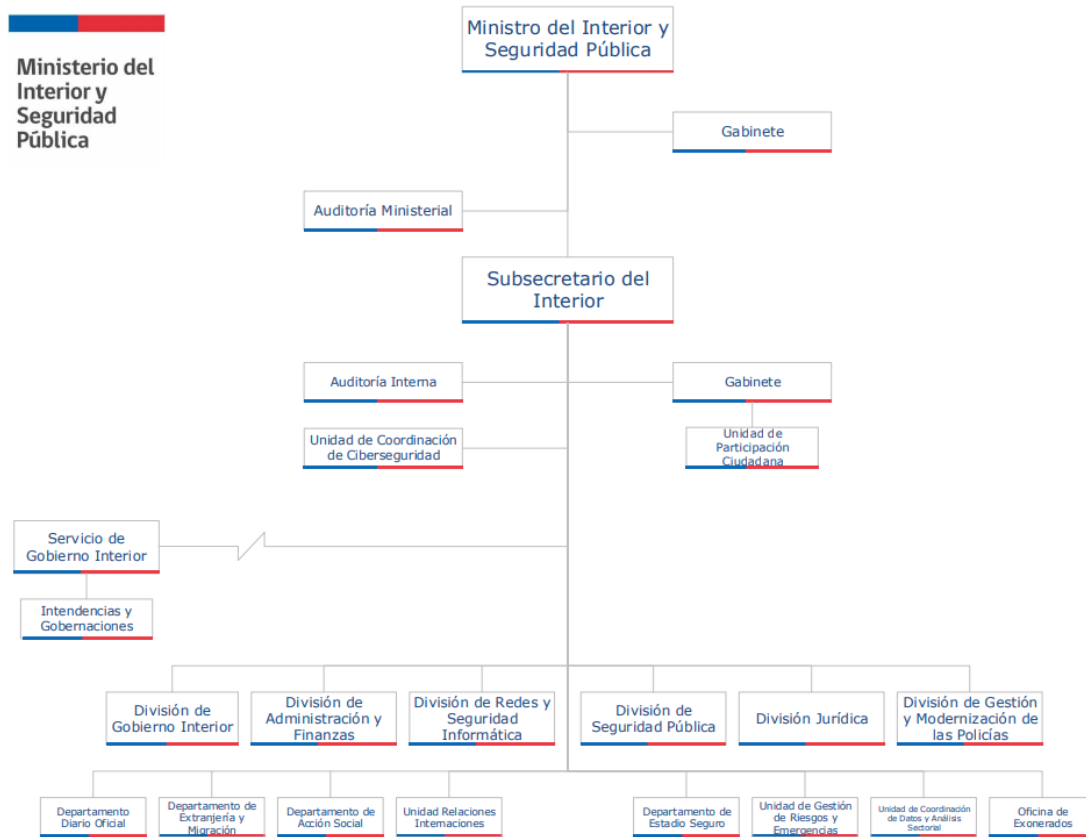 Ministerio del
Interior y
Seguridad
Pública
Ministro del Interior y
Seguridad Pública
Gabinete
Auditoría Ministerial
Subsecretario del
Interior
Auditoría Interna
Gabinete
Unidad de Coordinación
de Ciberseguridad
Unidad de
Participación
Ciudadana
Servicio de
Gobierno Interior
Intendencias y
Gobernaciones
División de
Gobierno Interior
División de
Administración y
Finanzas
División de Redes y
Seguridad
Informática
División de
Seguridad Pública
División Jurídica
División de Gestión
y Modernización de
las Policías
Departamento
Diario Oficial
Departamento de
Extranjería y
Migración
Departamento de
Acción Social
Unidad Relaciones
Internaciones
Departamento de
Estadio Seguro
Unidad de Gestión
de Riesgos y
Emergencias
Unidad de Coordinación
de Datos y Análisis
Sectorial
Oficina de
Exonerados